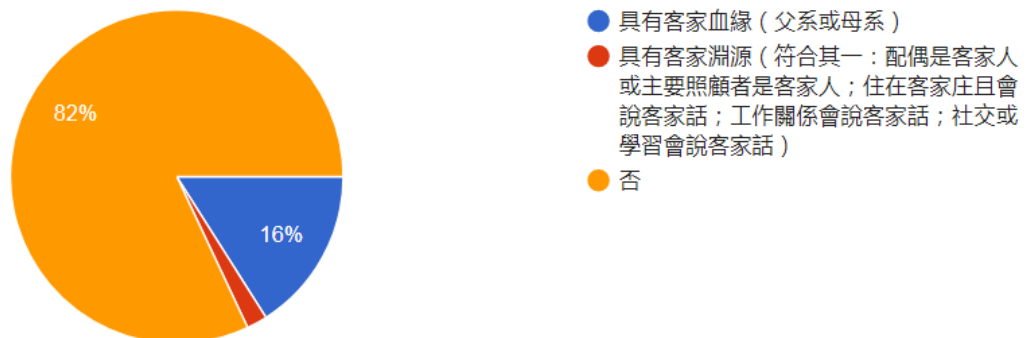 具有客家血緣（父系或母系）
具有客家淵源（符合其一：配偶是客家人
或主要照顧者是客家人；住在客家庄且會
說客家話；工作關係會說客家話；社交或
學習會說客家話）
否
82%
16%